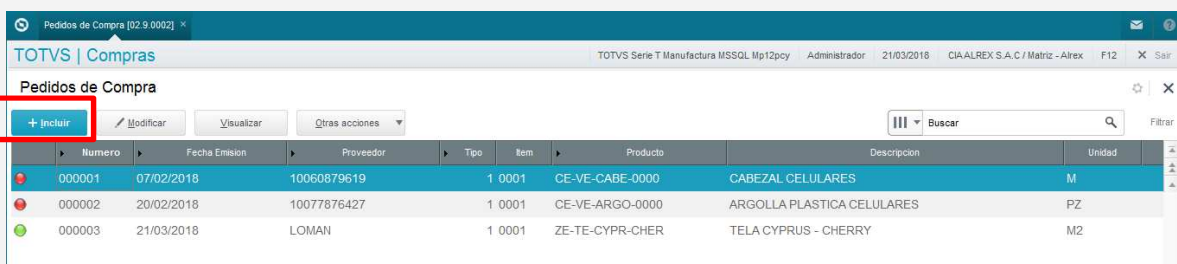 Pedidos de Compra [02.9.0002] ×
TOTVS | Compras TOTVS Serie T Manufactura MSSQL Mp12pcy Administrador 21/03/2018 CIA ALREX S.A.C / Matriz - Alrex F12 X Sair
Pedidos de Compra
+ Incluir Modificar Visualizar Otras acciones Buscar Filtrar
Numero Fecha Emision Proveedor Tipo Item Producto Descripcion Unidad
000001 07/02/2018 10060879619 1 0001 CE-VE-CABE-0000 CABEZAL CELULARES M
000002 20/02/2018 10077876427 1 0001 CE-VE-ARGO-0000 ARGOLLA PLASTICA CELULARES PZ
000003 21/03/2018 LOMAN 1 0001 ZE-TE-CYPR-CHER TELA CYPRUS - CHERRY M2